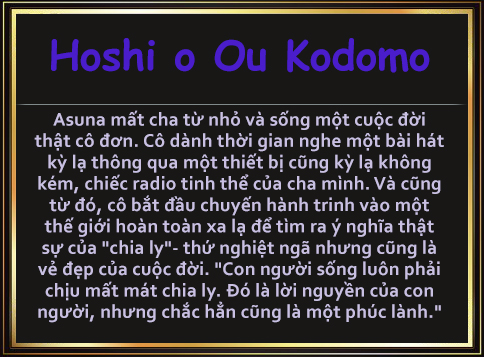 Hoshi o Ou Kodomo
Asuna mất cha từ nhỏ và sống một cuộc đời
thật cô đơn. Cô dành thời gian nghe một bài hát
kỳ lạ thông qua một thiết bị cũng kỳ lạ không
kém, chiếc radio tinh thể của cha mình. Và cũng
từ đó, cô bắt đầu chuyến hành trinh vào một
thế giới hoàn toàn xa lạ để tìm ra ý nghĩa thật
sự của "chia ly"- thứ nghiệt ngã nhưng cũng là
vẻ đẹp của cuộc đời. "Con người sống luôn phải
chịu mất mát chia ly. Đó là lời nguyền của con
người, nhưng chắc hẳn cũng là một phúc lành."